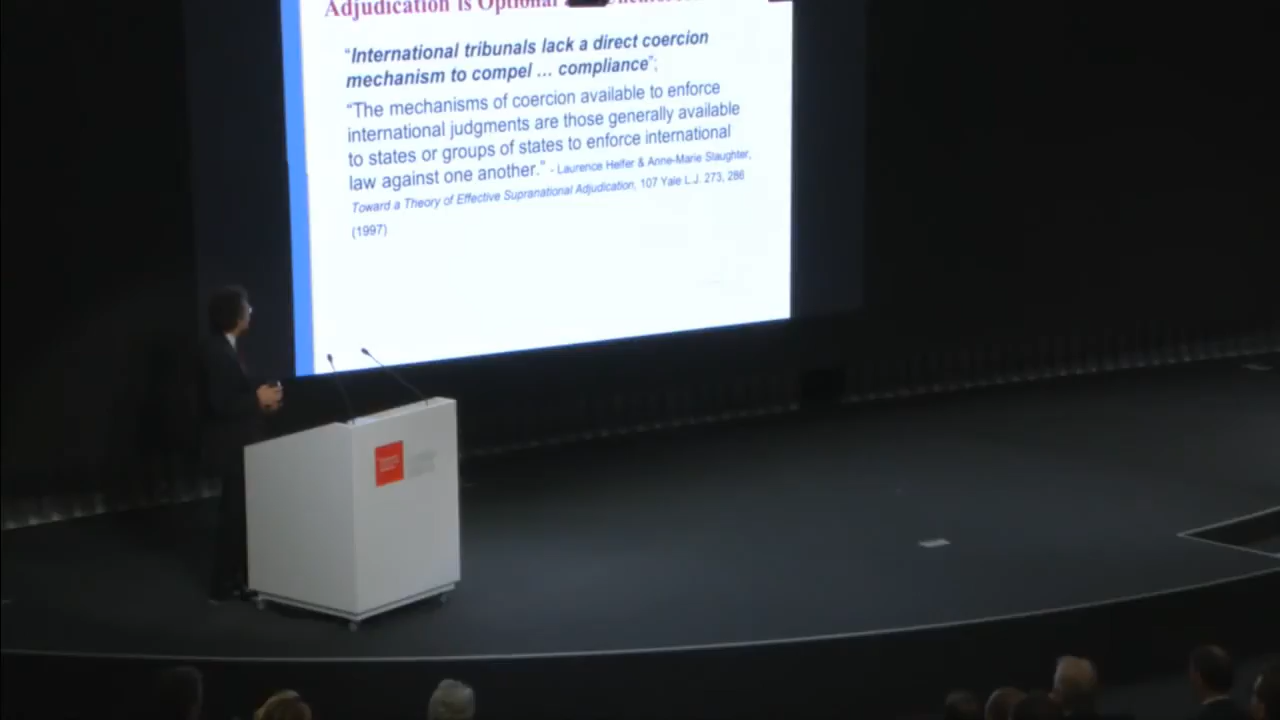 Adjudication is Optional
“International tribunals lack a direct coercion
mechanism to compel ... compliance”;
“The mechanisms of coercion available to enforce
international judgments are those generally available
to states or groups of states to enforce international
law against one another.” - Laurence Helfer & Anne-Marie Slaughter,
Toward a Theory of Effective Supranational Adjudication, 107 Yale L.J. 273, 286
(1997)